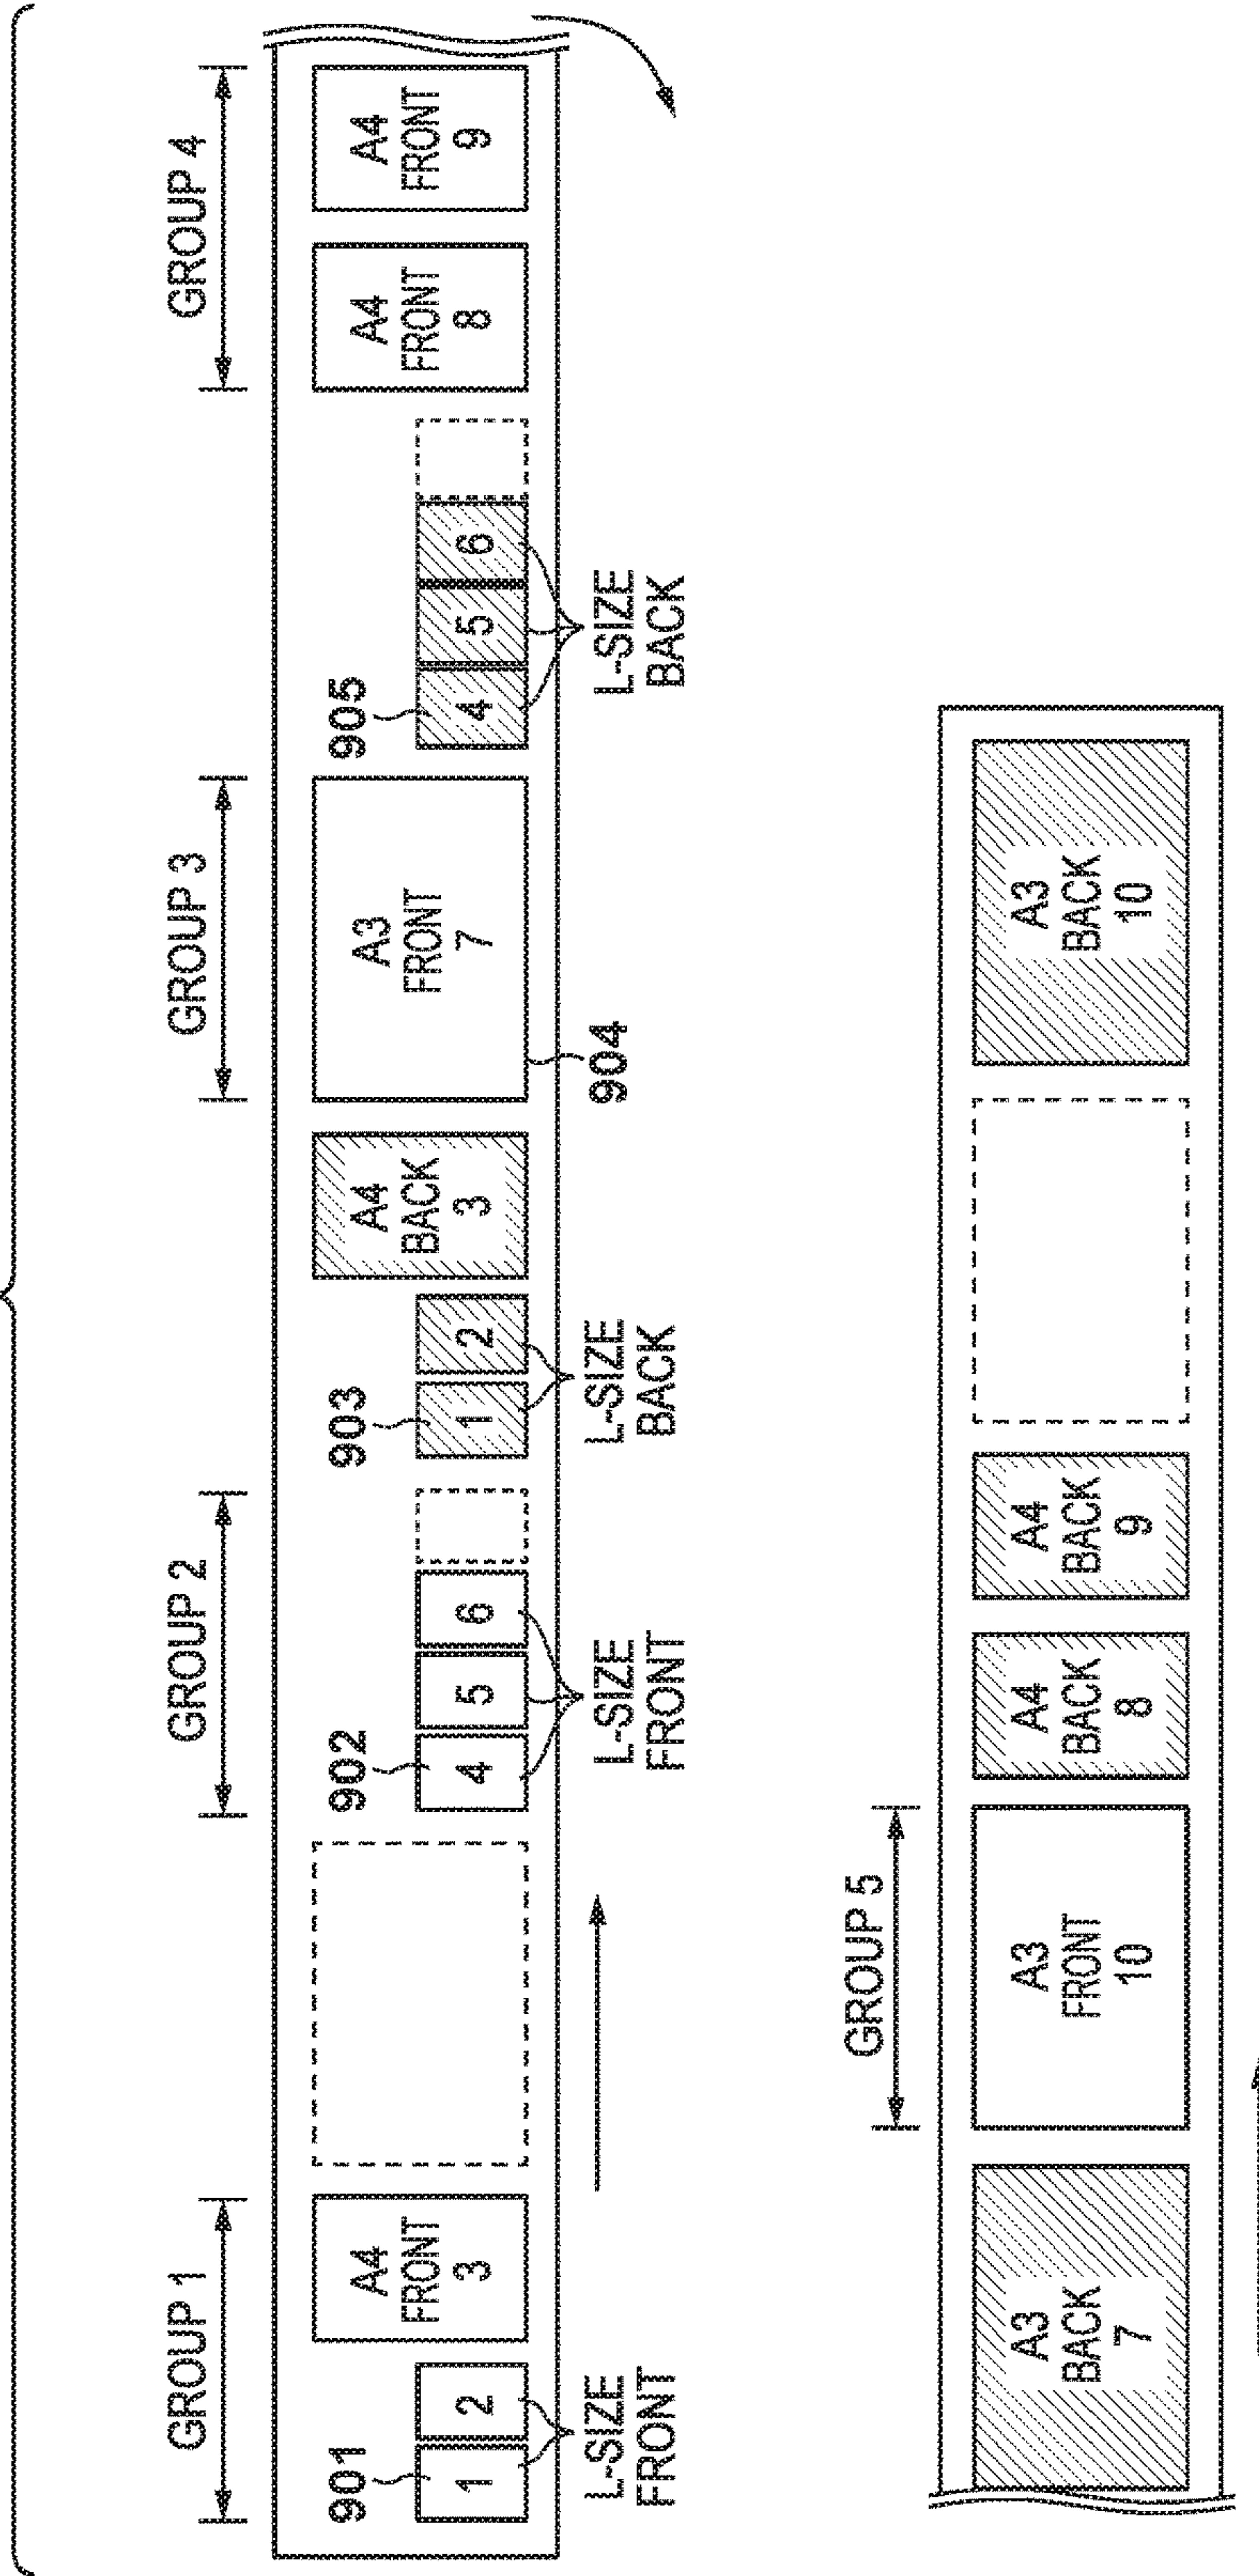 GROUP 1
GROUP 2
GROUP 3
GROUP 4
901
1
2
L-SIZE
FRONT
A4
FRONT
3
902
4
5
6
L-SIZE
FRONT
903
1
2
L-SIZE
BACK
A4
BACK
3
A3
FRONT
7
904
905
4
5
6
L-SIZE
BACK
A4
FRONT
8
A4
FRONT
9
GROUP 5
A3
BACK
7
A3
FRONT
10
A4
BACK
8
A4
BACK
9
A3
BACK
10